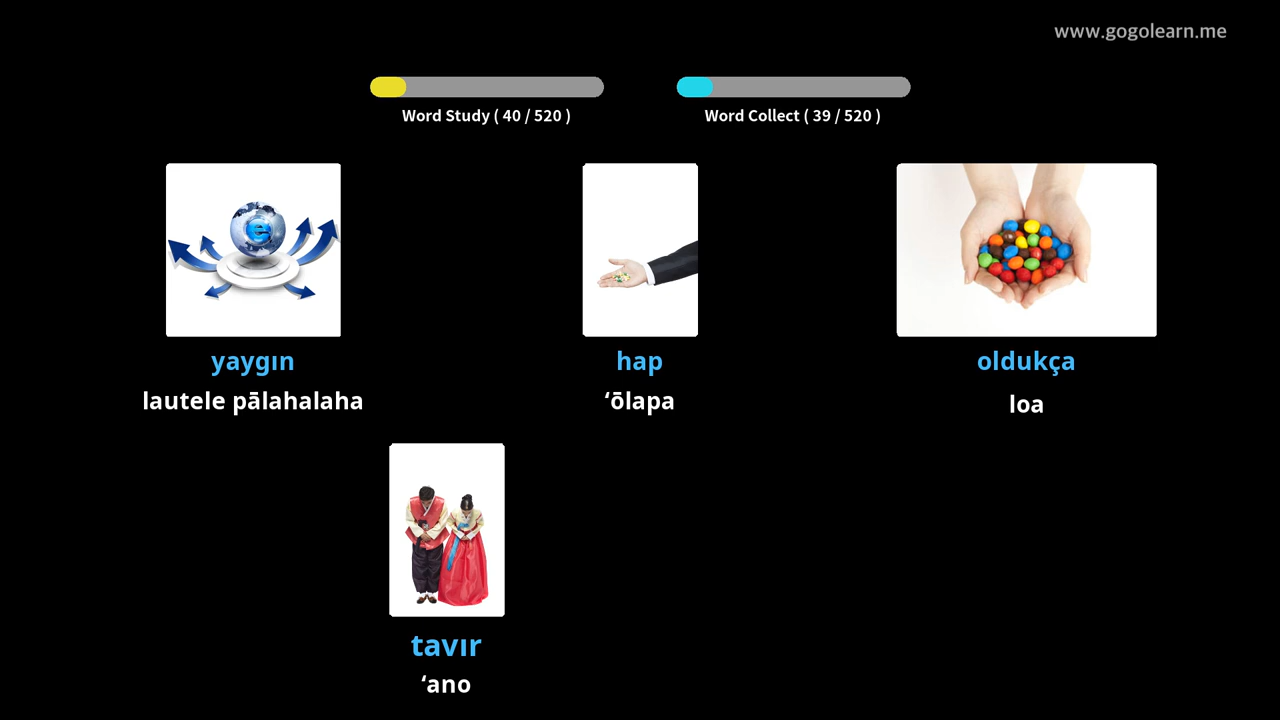 www.gogolearn.me
Word Study ( 40 / 520 )
Word Collect ( 39 / 520 )
yaygın
lautele pālahalaha
hap
ʻōlapa
oldukça
loa
tavır
ʻano